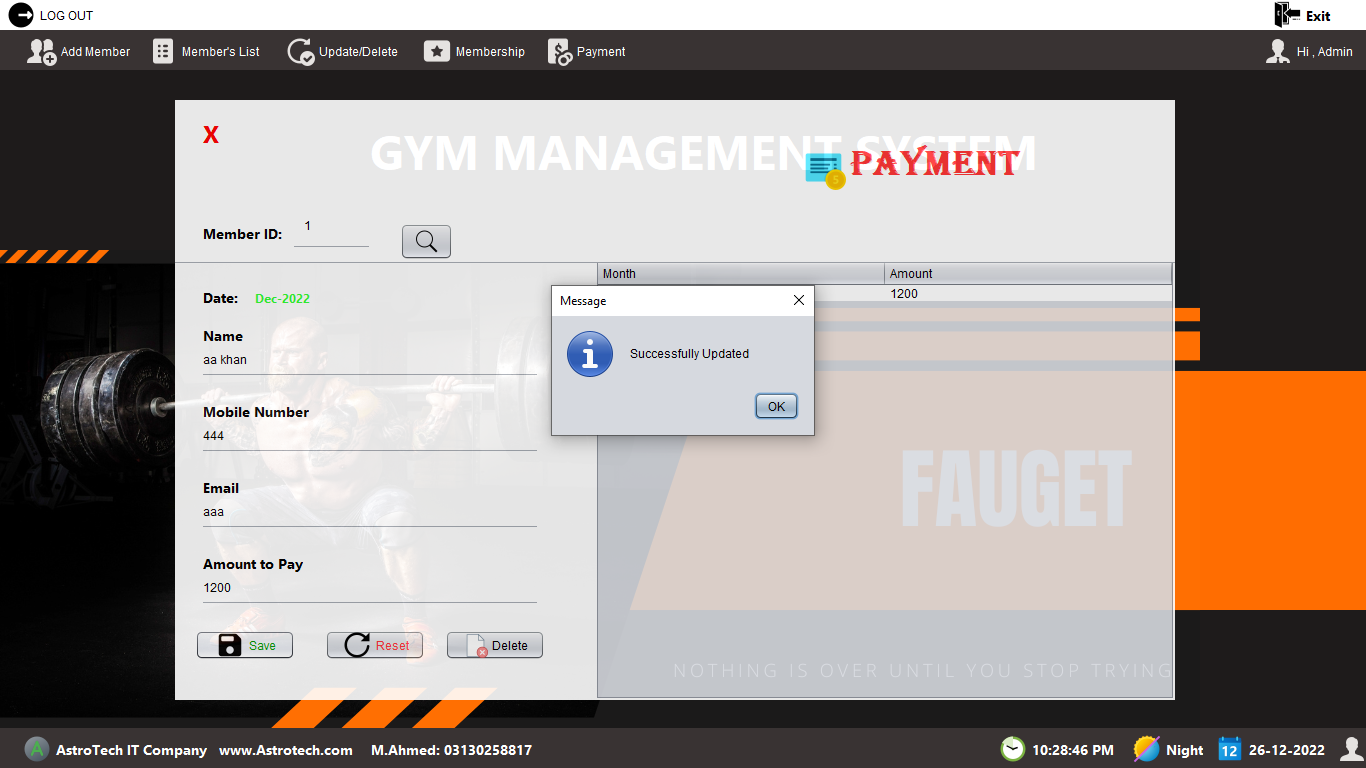 LOG OUT
Exit
Add Member
Member's List
Update/Delete
Membership
Payment
Hi , Admin
X
GYM MANAGEMENT SYSTEM
PAYMENT
Member ID: 1
Month Amount
1200
Date: Dec-2022
Name
aa khan
Mobile Number
444
Email
aaa
Amount to Pay
1200
Save
Reset
Delete
Message
Successfully Updated
OK
FAUGET
NOTHING IS OVER UNTIL YOU STOP TRYING
A AstroTech IT Company www.Astrotech.com M.Ahmed: 03130258817
10:28:46 PM
Night
12 26-12-2022